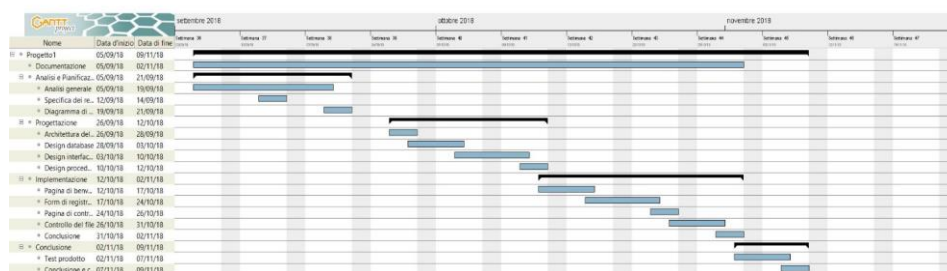 GANTT project
settembre 2018 ottobre 2018 novembre 2018
Nome Data d'inizio Data di fine
Settimana 36 Settimana 37 Settimana 38 Settimana 39 Settimana 40 Settimana 41 Settimana 42 Settimana 43 Settimana 44 Settimana 45 Settimana 46 Settimana 47
Progetto1 05/09/18 09/11/18
Documentazione 05/09/18 02/11/18
Analisi e Pianificaz... 05/09/18 21/09/18
Analisi generale 05/09/18 19/09/18
Specifica dei re... 12/09/18 14/09/18
Diagramma di ... 19/09/18 21/09/18
Progettazione 26/09/18 12/10/18
Architettura del... 26/09/18 28/09/18
Design database 28/09/18 03/10/18
Design interfac... 03/10/18 10/10/18
Design proced... 10/10/18 12/10/18
Implementazione 12/10/18 02/11/18
Pagina di benv... 12/10/18 17/10/18
Form di registr... 17/10/18 24/10/18
Pagina di contr... 24/10/18 26/10/18
Controllo del file 26/10/18 31/10/18
Conclusione 31/10/18 02/11/18
Conclusione 02/11/18 09/11/18
Test prodotto 02/11/18 07/11/18
Conclusione e c... 07/11/18 09/11/18